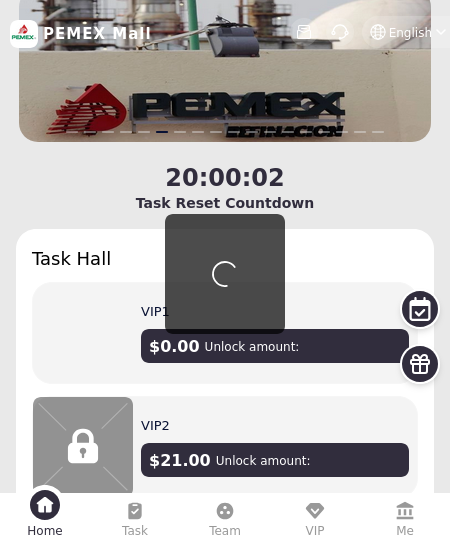 PEMEX Mall
English
PEMEX
REFINACION
20:00:02
Task Reset Countdown
Task Hall
VIP1
$0.00 Unlock amount:
VIP2
$21.00 Unlock amount:
Home
Task
Team
VIP
Me